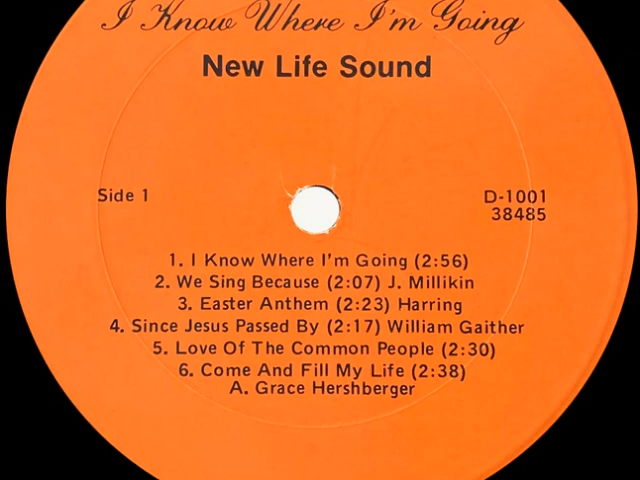 I Know Where I'm Going
New Life Sound
Side 1
D-1001
38485
1. I Know Where I'm Going (2:56)
2. We Sing Because (2:07) J. Millikin
3. Easter Anthem (2:23) Harring
4. Since Jesus Passed By (2:17) William Gaither
5. Love Of The Common People (2:30)
6. Come And Fill My Life (2:38)
A. Grace Hershberger